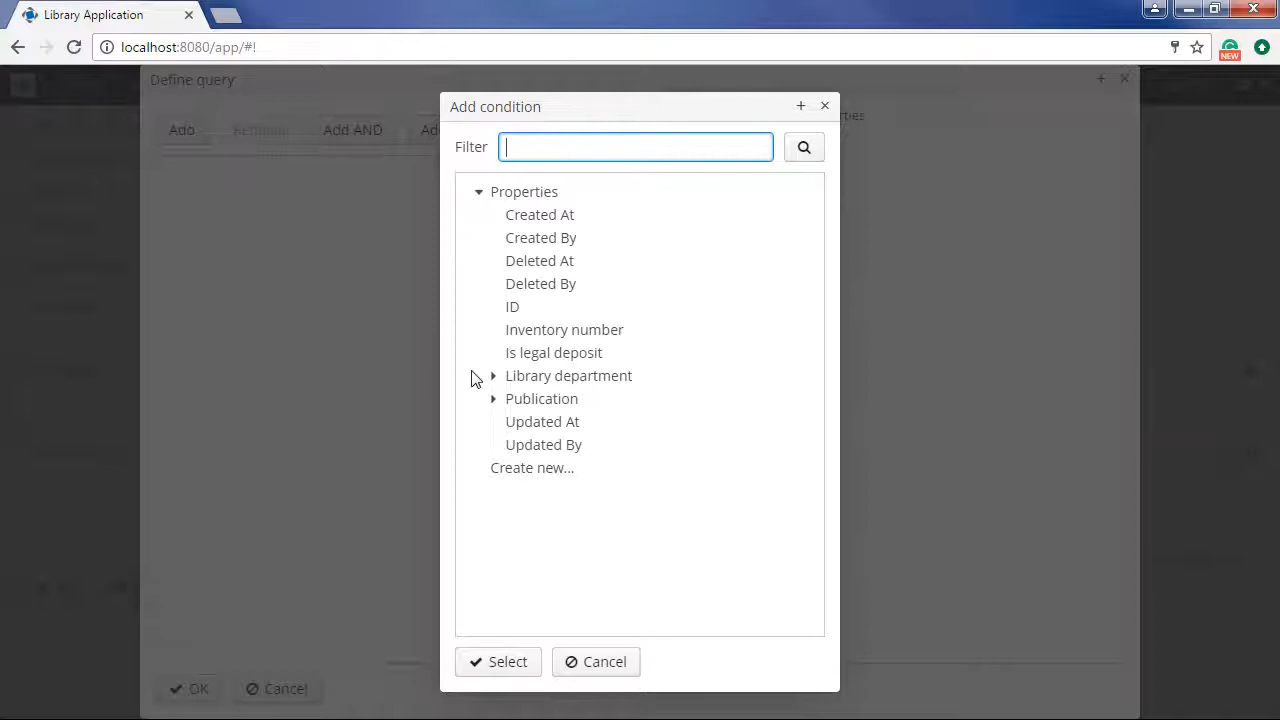 Library Application
localhost:8080/app/#!
NEW
Define query
Add condition
Add AND
Filter
Properties
Created At
Created By
Deleted At
Deleted By
ID
Inventory number
Is legal deposit
Library department
Publication
Updated At
Updated By
Create new...
Select
Cancel
OK
Cancel